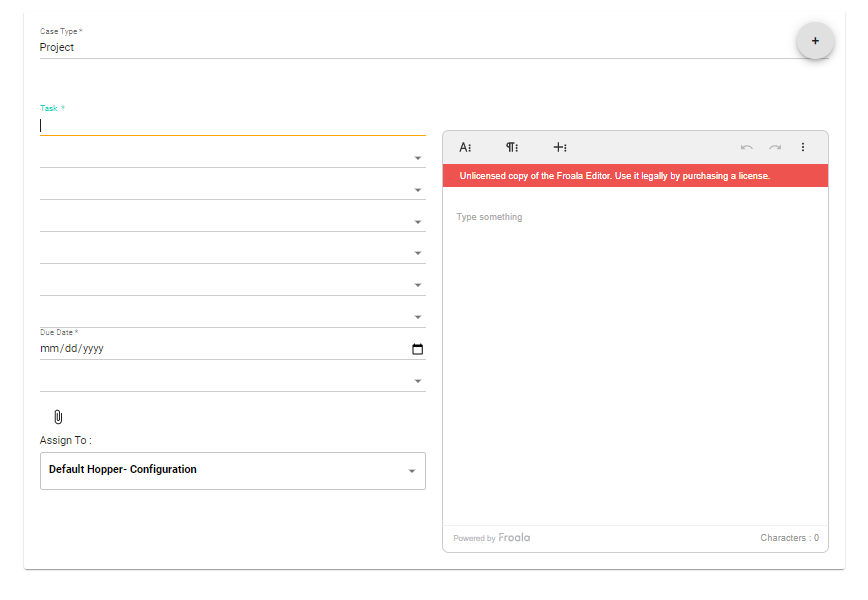 Case Type *
Project
+
Task *
Unlicensed copy of the Froala Editor. Use it legally by purchasing a license.
Type something
Due Date *
mm/dd/yyyy
Assign To :
Default Hopper- Configuration
Powered by Froala
Characters : 0